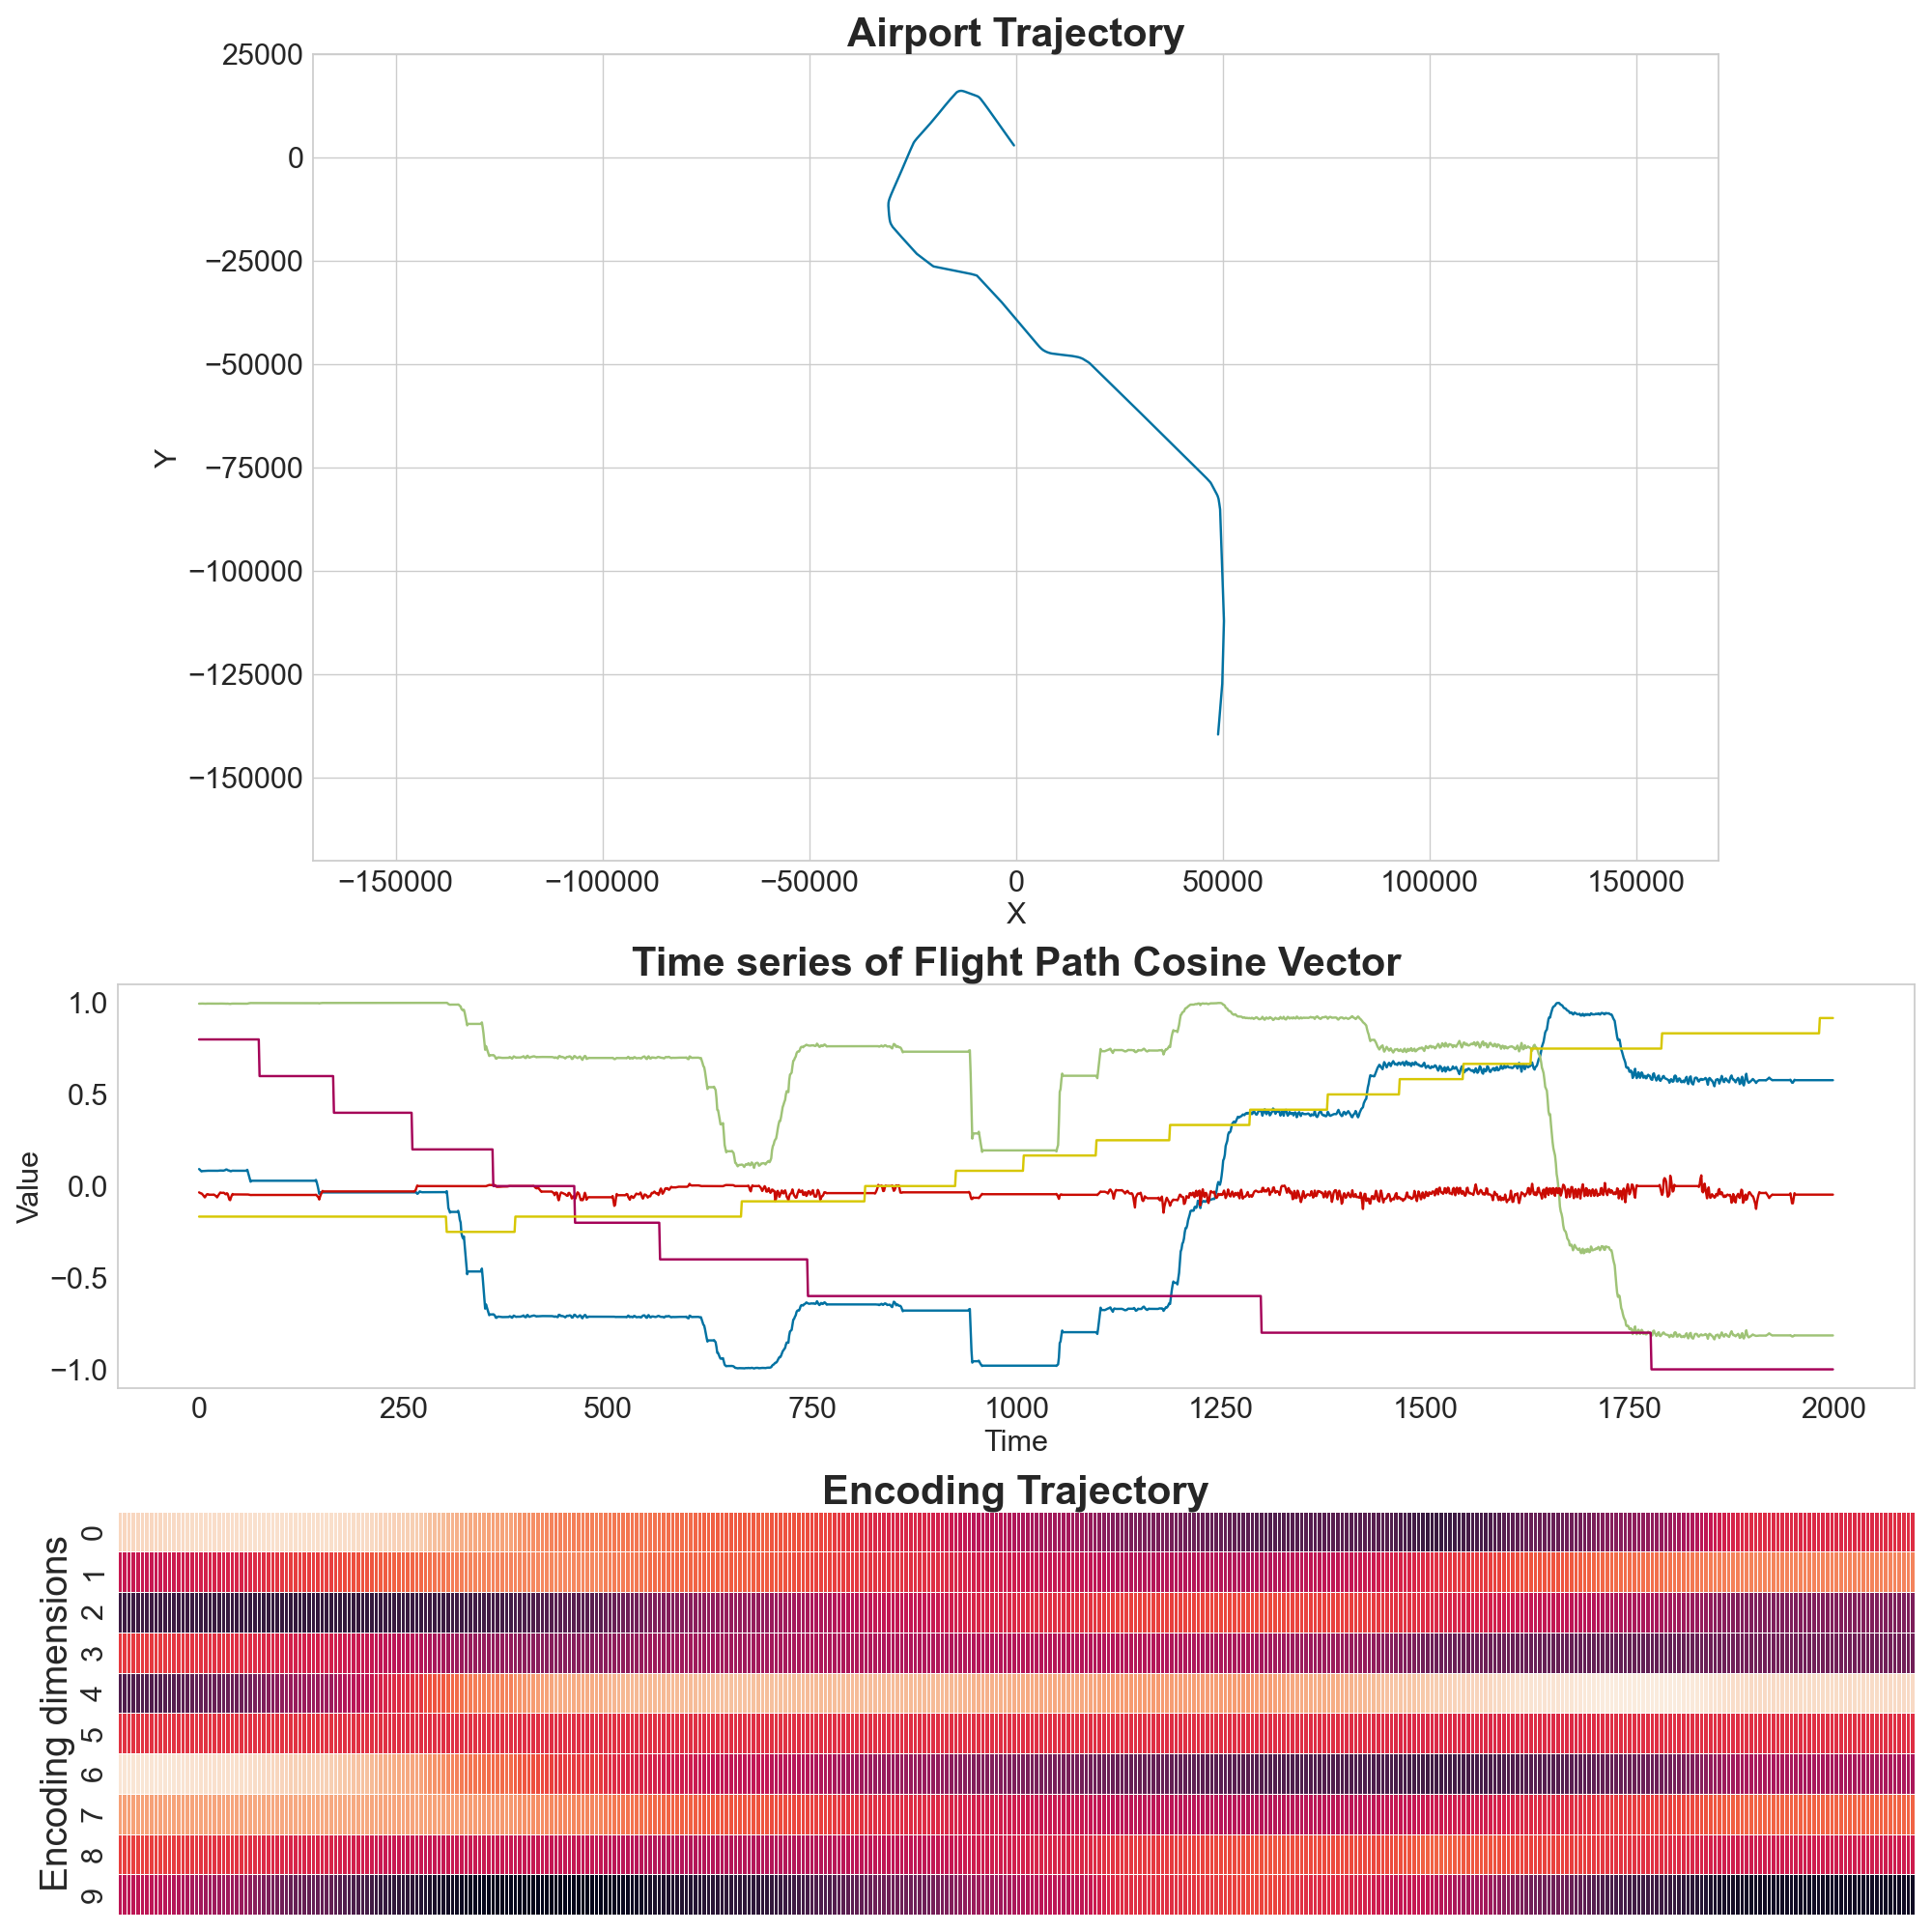 Airport Trajectory
25000
0
−25000
−50000
−75000
−100000
−125000
−150000
Y
−150000 −100000 −50000 0 50000 100000 150000
X
Time series of Flight Path Cosine Vector
1.0
0.5
0.0
−0.5
−1.0
Value
0 250 500 750 1000 1250 1500 1750 2000
Time
Encoding Trajectory
Encoding dimensions
0
1
2
3
4
5
6
7
8
9